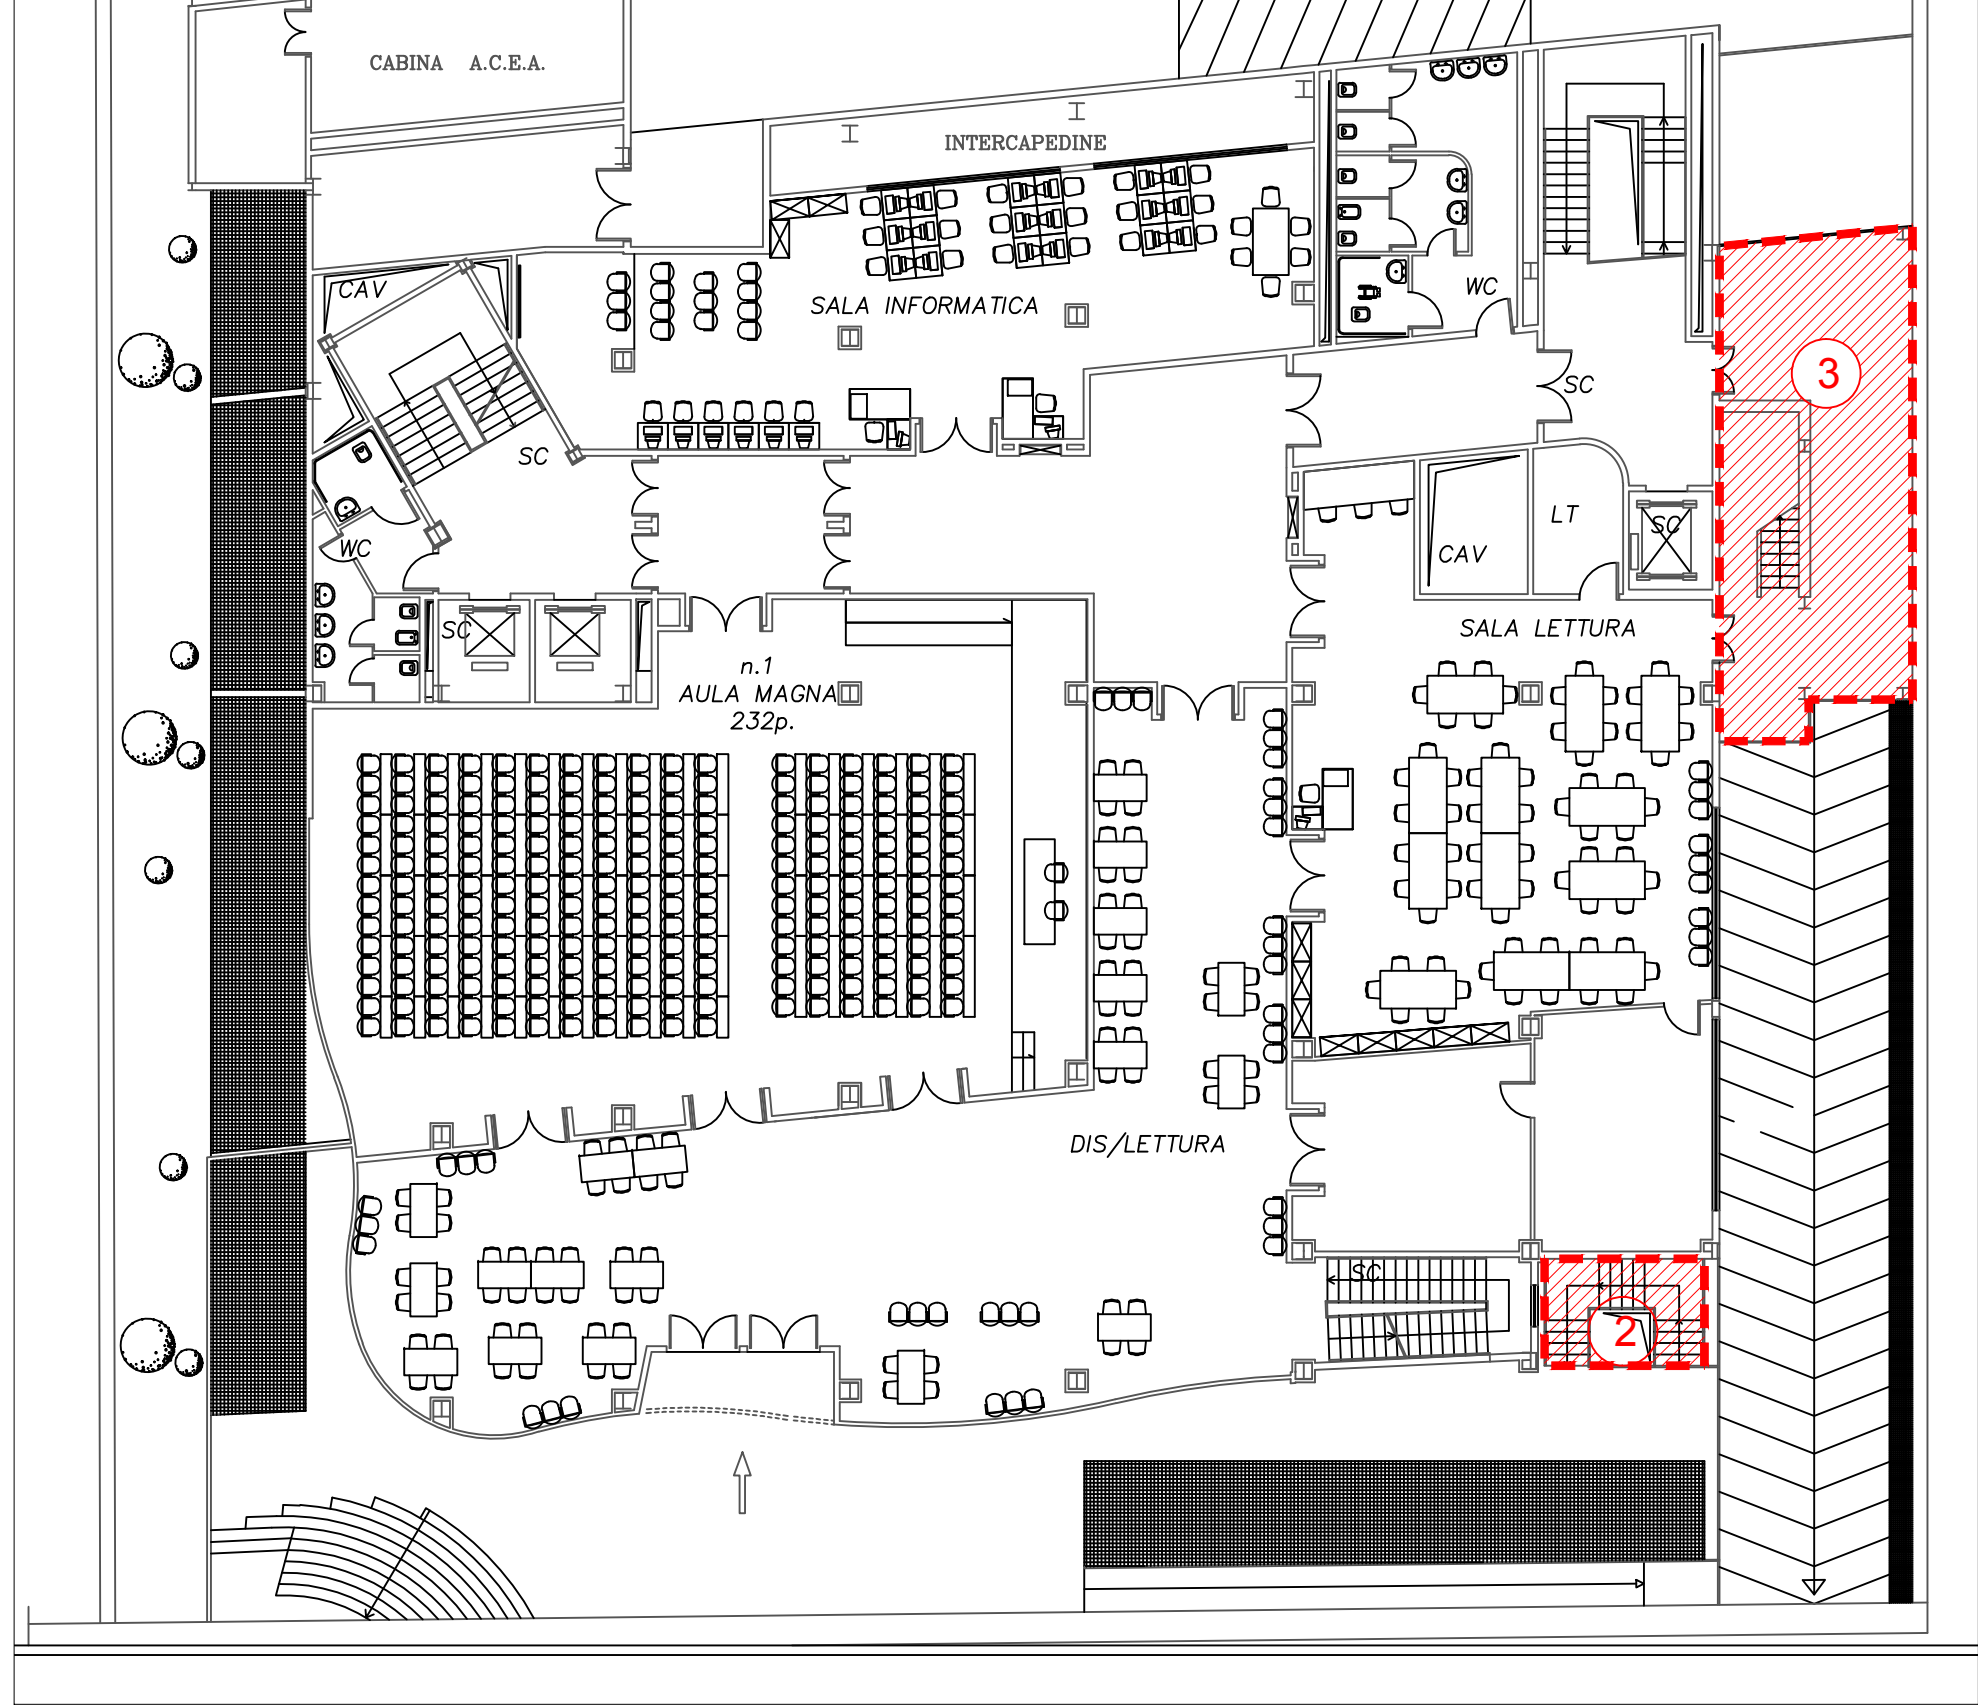 CABINA A.C.E.A.
INTERCAPEDINE
CAV
SALA INFORMATICA
WC
3
SC
SC
LT
SC
WC
CAV
SC
SALA LETTURA
n.1
AULA MAGNA
232p.
DIS/LETTURA
SC
2